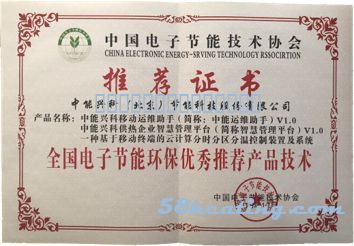 中国电子节能技术协会
CHINA ELECTRONIC ENERGY-SRVING TECHNOLOGY RSSOCIRTION
推荐证书
中能兴科（北京）节能科技股份有限公司
产品名称：中能兴科移动运维助手（简称：中能运维助手）V1.0
中能兴科供热企业智慧管理平台（简称智慧管理平台）V1.0
一种基于移动终端的云计算分时分区分温控制装置及系统
全国电子节能环保优秀推荐产品技术
中国电子节能技术协会
58heating.com